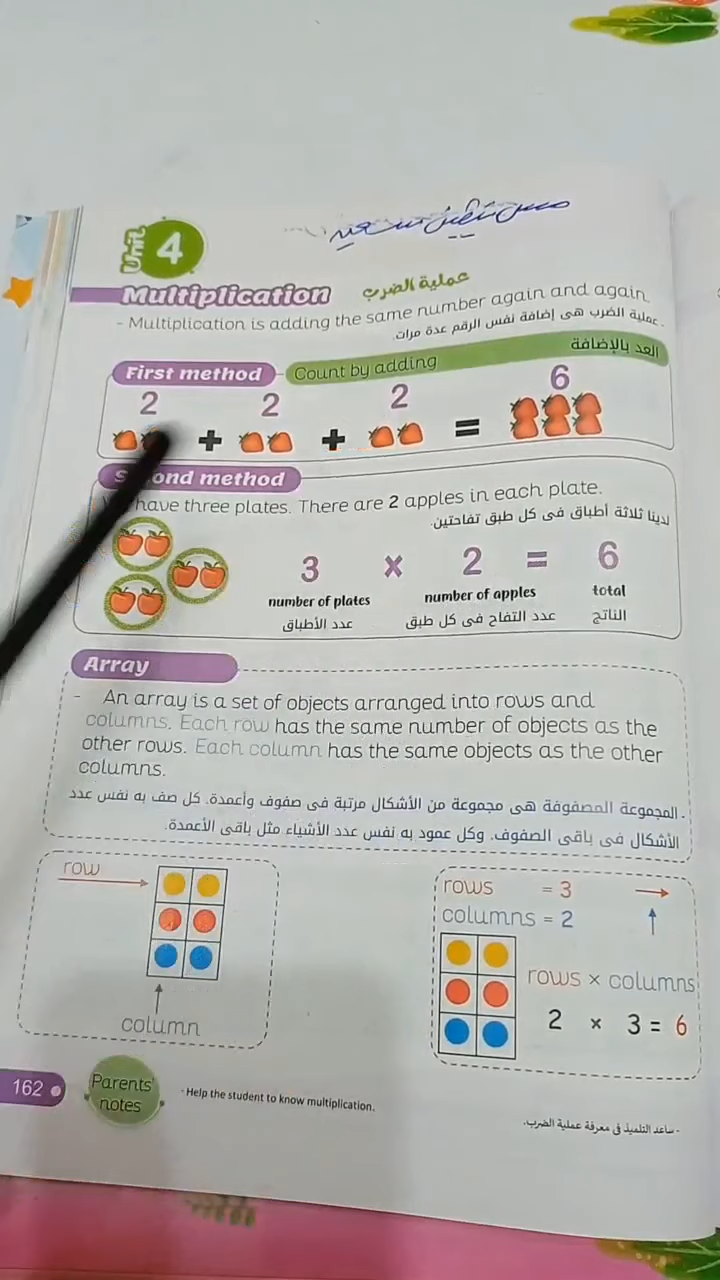 Unit 4
Multiplication عملية الضرب
- Multiplication is adding the same number again and again.
- عملية الضرب هى إضافة نفس الرقم عدة مرات.
First method Count by adding العد بالإضافة
2 2 2 6
+ + =
method
have three plates. There are 2 apples in each plate.
لدينا ثلاثة أطباق فى كل طبق تفاحتين.
3 x 2 = 6
number of plates number of apples total
عدد الأطباق عدد التفاح فى كل طبق الناتج
Array
- An array is a set of objects arranged into rows and
columns. Each row has the same number of objects as the
other rows. Each column has the same objects as the other
columns.
- المجموعة المصفوفة هى مجموعة من الأشكال مرتبة فى صفوف وأعمدة. كل صف به نفس عدد
الأشكال فى باقى الصفوف. وكل عمود به نفس عدد الأشياء مثل باقى الأعمدة.
row
column
rows = 3
columns = 2
rows × columns
2 × 3 = 6
162
Parents' notes
· Help the student to know multiplication.
- ساعد التلميذ فى معرفة عملية الضرب.